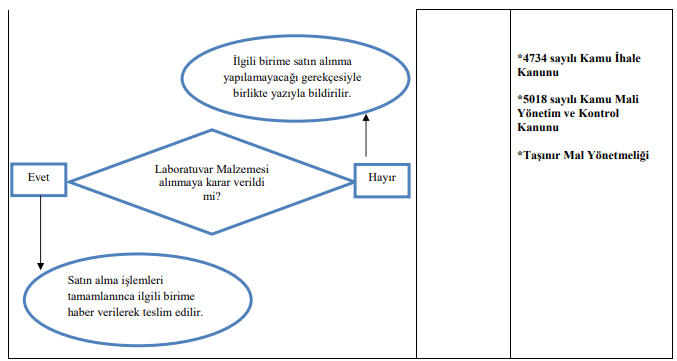 İlgili birime satın alınma
yapılamayacağı gerekçesiyle
birlikte yazıyla bildirilir.
Evet
Laboratuvar Malzemesi
alınmaya karar verildi
mi?
Hayır
Satın alma işlemleri
tamamlanınca ilgili birime
haber verilerek teslim edilir.
*4734 sayılı Kamu İhale
Kanunu
*5018 sayılı Kamu Mali
Yönetim ve Kontrol
Kanunu
*Taşınır Mal Yönetmeliği